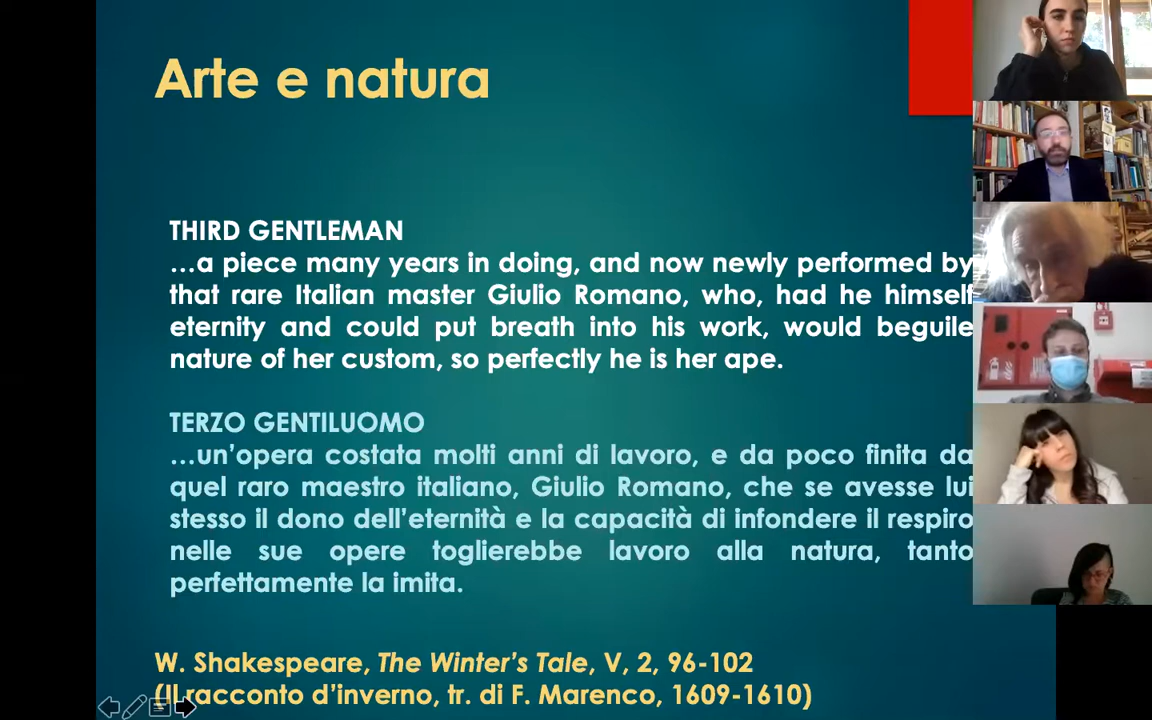 Arte e natura
THIRD GENTLEMAN
…a piece many years in doing, and now newly performed by
that rare Italian master Giulio Romano, who, had he himself
eternity and could put breath into his work, would beguile
nature of her custom, so perfectly he is her ape.
TERZO GENTILUOMO
…un’opera costata molti anni di lavoro, e da poco finita da
quel raro maestro italiano, Giulio Romano, che se avesse lui
stesso il dono dell’eternità e la capacità di infondere il respiro
nelle sue opere toglierebbe lavoro alla natura, tanto
perfettamente la imita.
W. Shakespeare, The Winter’s Tale, V, 2, 96-102
(Il racconto d’inverno, tr. di F. Marenco, 1609-1610)